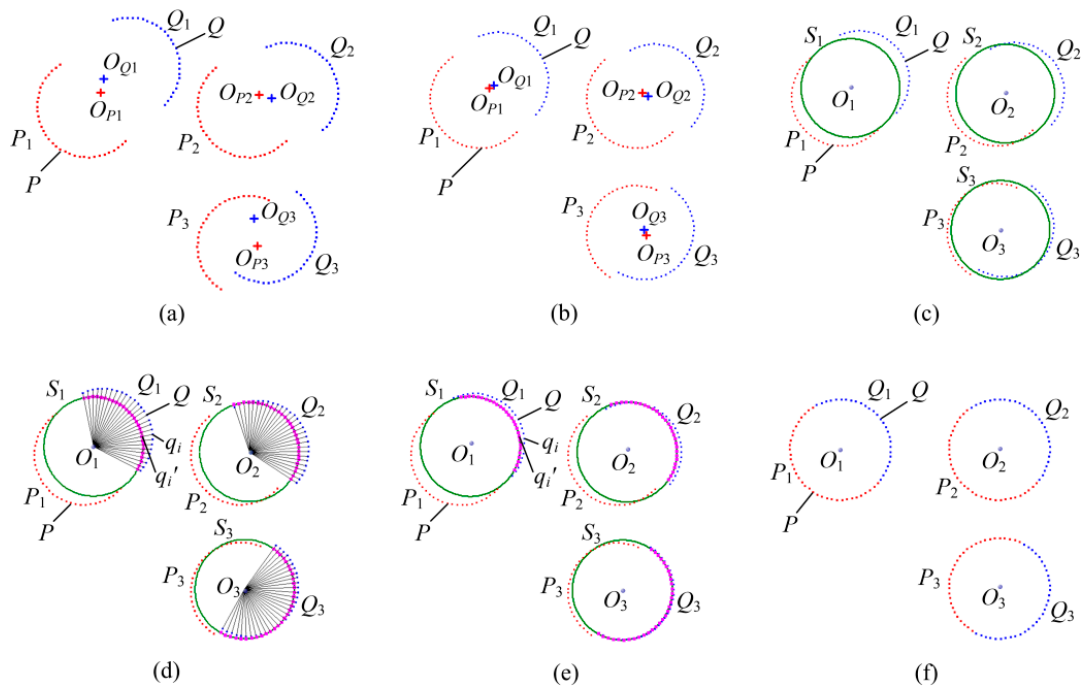 Q1 Q
Q2
OQ1
OP1
OP2 OQ2
P1
P2
P
P3
OQ3
OP3
Q3
(a)
Q1 Q
Q2
OQ1
OP1
OP2 OQ2
P1
P2
P
P3
OQ3
OP3
Q3
(b)
S1 Q1 Q
S2 Q2
O1
O2
P1
P2
P
S3
P3
O3
Q3
(c)
S1 Q1 Q
S2
Q2
qi
O1
O2
qi'
P1
P2
P
S3
P3
O3
Q3
(d)
S1 Q1 Q
S2
Q2
qi
O1
O2
qi'
P1
P2
P
S3
P3
O3
Q3
(e)
Q1 Q
Q2
O1
O2
P1
P2
P
P3
O3
Q3
(f)